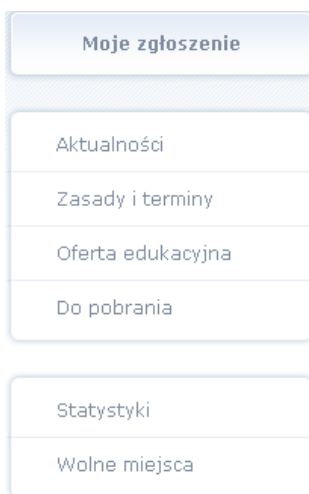 Moje zgłoszenie
Aktualności
Zasady i terminy
Oferta edukacyjna
Do pobrania
Statystyki
Wolne miejsca